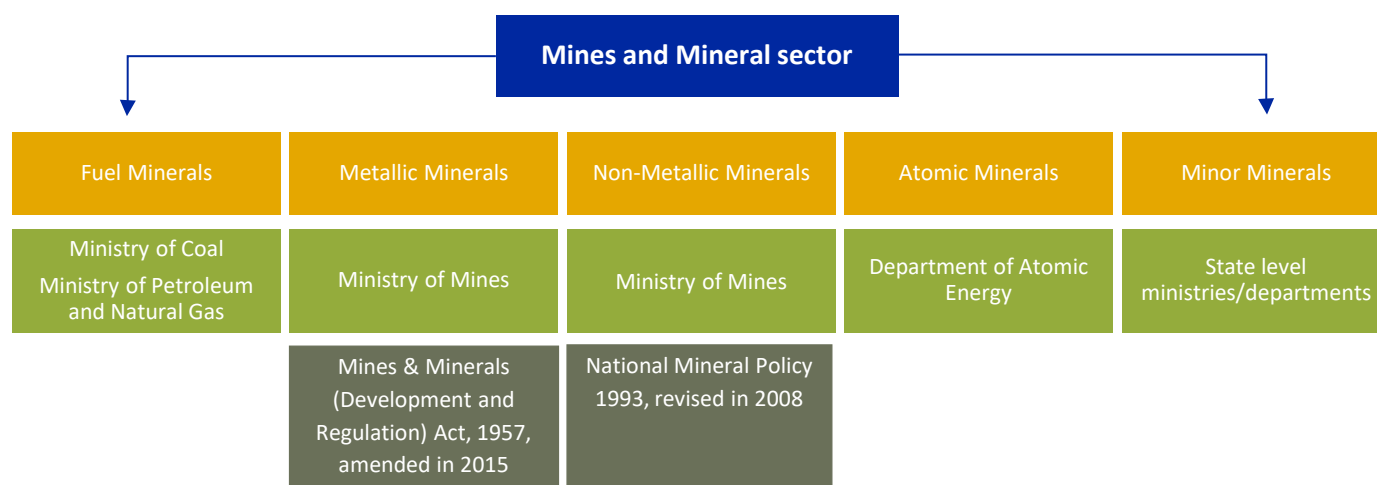 Mines and Mineral sector
Fuel Minerals
Metallic Minerals
Non-Metallic Minerals
Atomic Minerals
Minor Minerals
Ministry of Coal
Ministry of Petroleum
and Natural Gas
Ministry of Mines
Ministry of Mines
Department of Atomic
Energy
State level
ministries/departments
Mines & Minerals
(Development and
Regulation) Act, 1957,
amended in 2015
National Mineral Policy
1993, revised in 2008